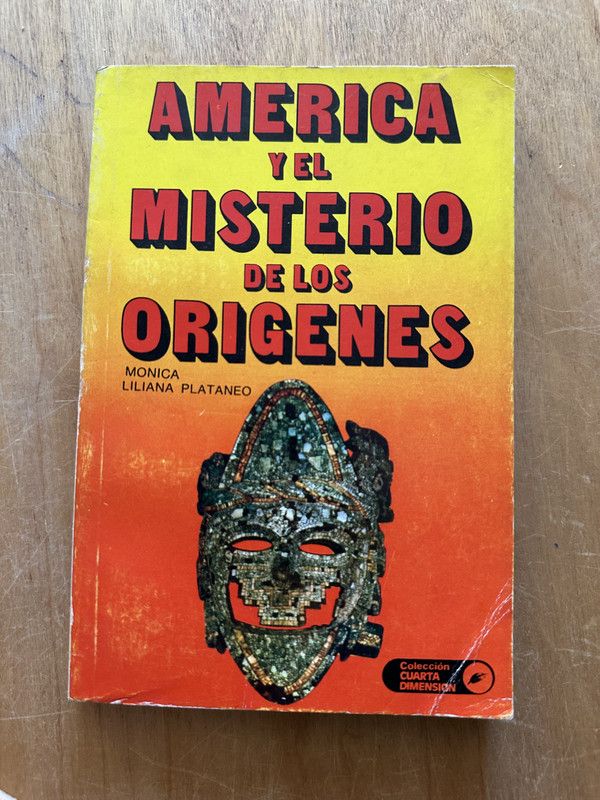 AMERICA
Y EL
MISTERIO
DE LOS
ORIGENES
MONICA
LILIANA PLATANEO
Colección
CUARTA
DIMENSION